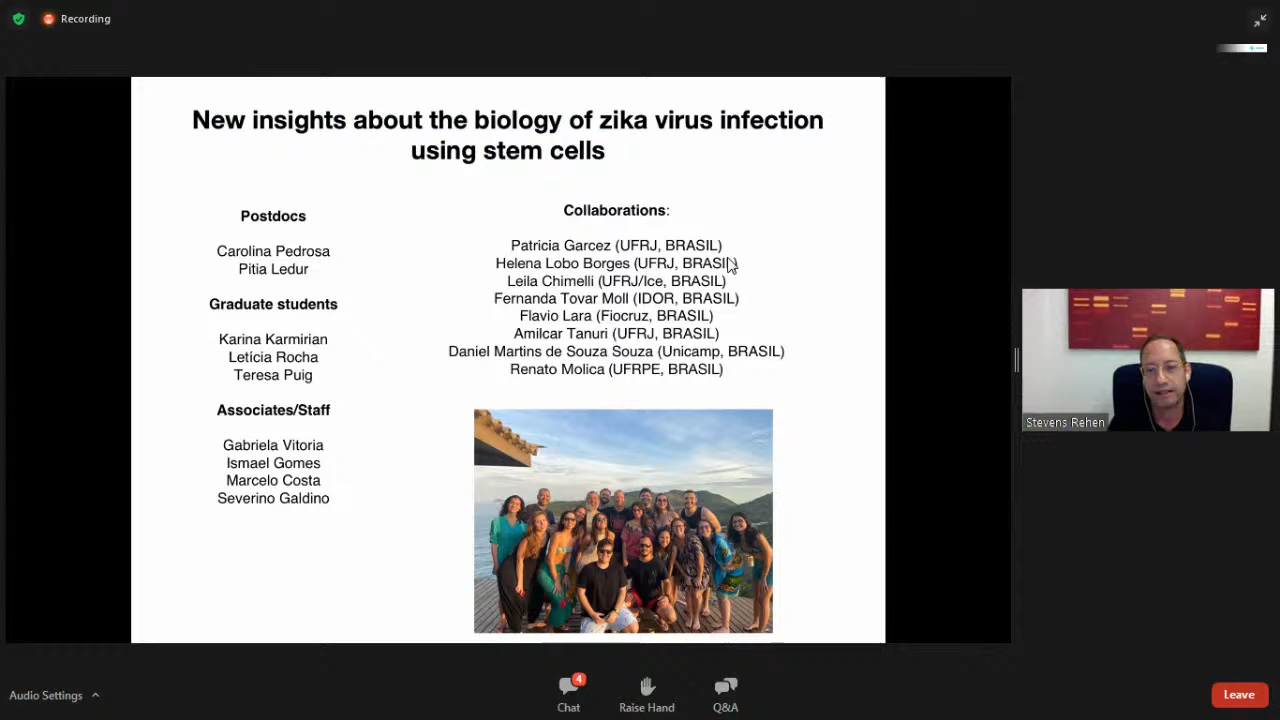 Recording
New insights about the biology of zika virus infection
using stem cells
Postdocs
Carolina Pedrosa
Pitia Ledur
Graduate students
Karina Karmirian
Letícia Rocha
Teresa Puig
Associates/Staff
Gabriela Vitoria
Ismael Gomes
Marcelo Costa
Severino Galdino
Collaborations:
Patricia Garcez (UFRJ, BRASIL)
Helena Lobo Borges (UFRJ, BRASIL)
Leila Chimelli (UFRJ/Ice, BRASIL)
Fernanda Tovar Moll (IDOR, BRASIL)
Flavio Lara (Fiocruz, BRASIL)
Amilcar Tanuri (UFRJ, BRASIL)
Daniel Martins de Souza Souza (Unicamp, BRASIL)
Renato Molica (UFRPE, BRASIL)
Stevens Rehen
Audio Settings
4
Chat
Raise Hand
Q&A
Leave